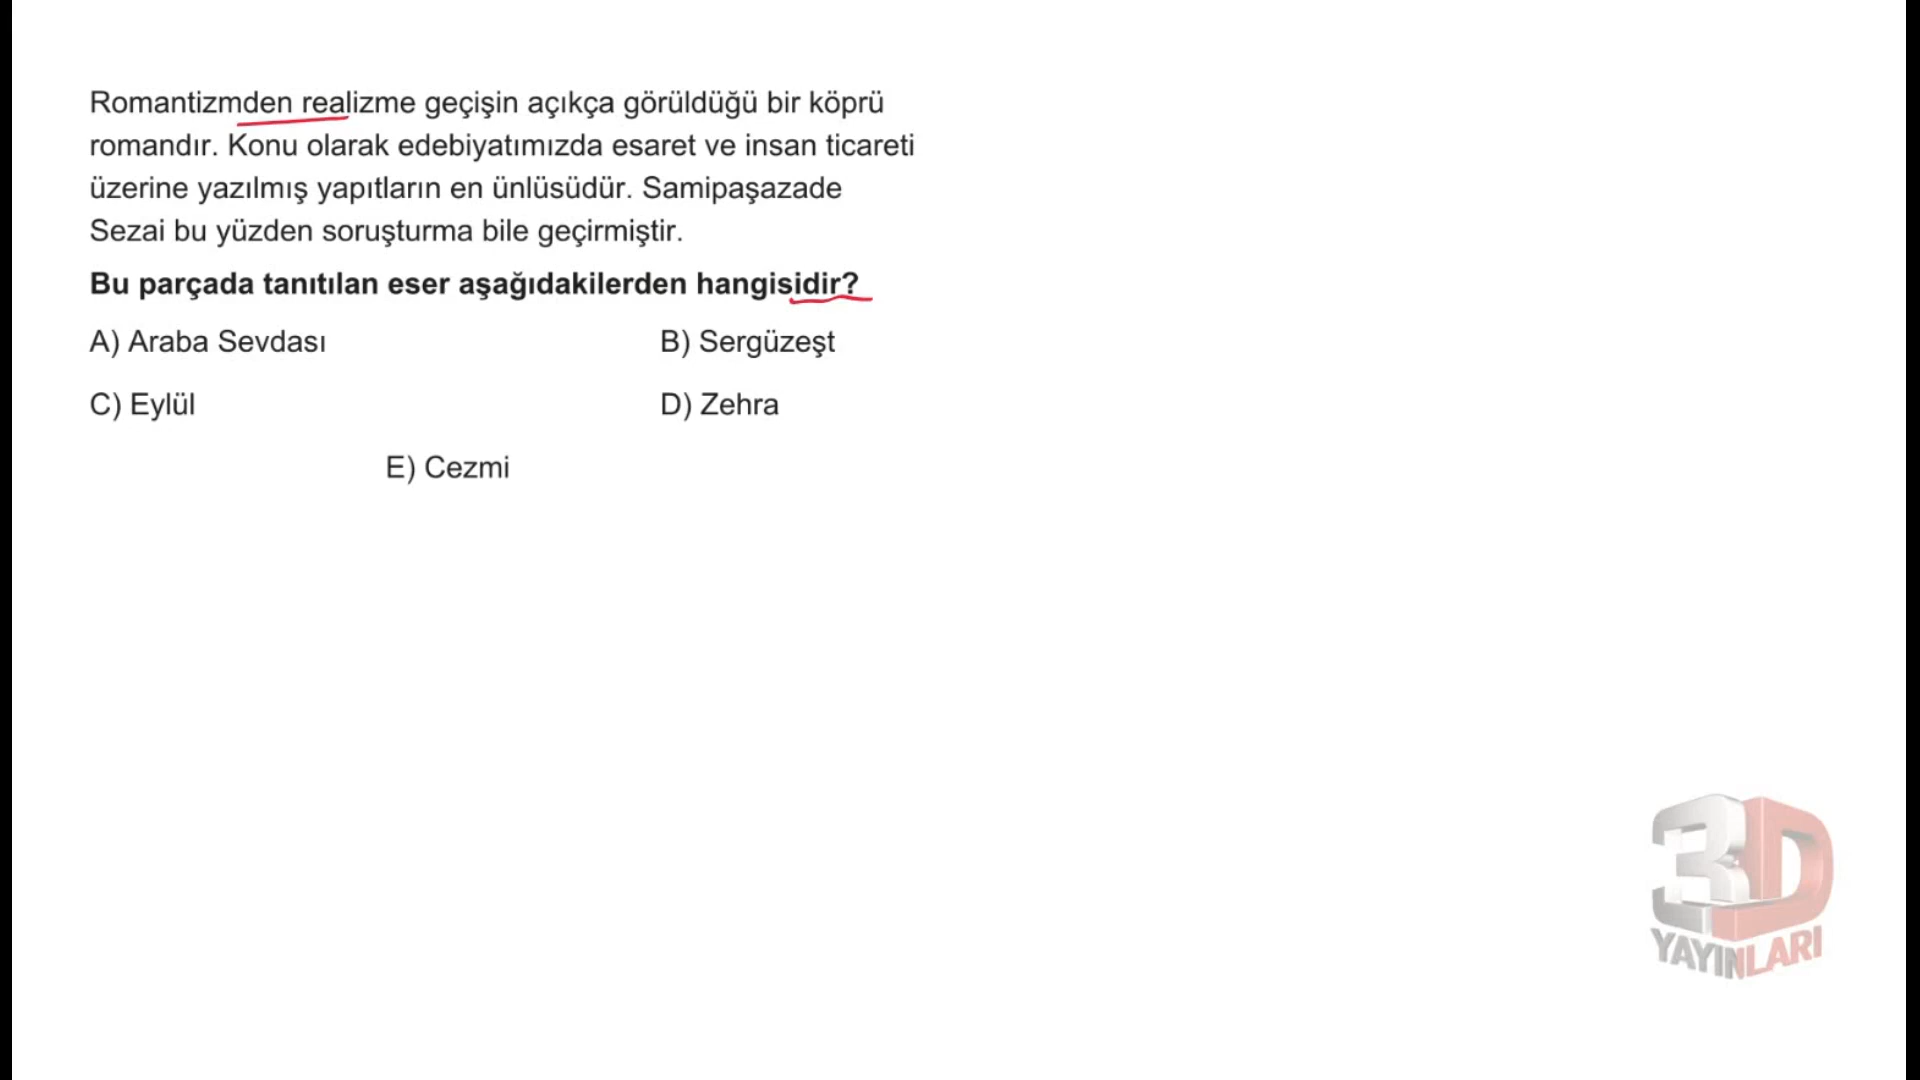 Romantizmden realizme geçişin açıkça görüldüğü bir köprü
romandır. Konu olarak edebiyatımızda esaret ve insan ticareti
üzerine yazılmış yapıtların en ünlüsüdür. Samipaşazade
Sezai bu yüzden soruşturma bile geçirmiştir.
Bu parçada tanıtılan eser aşağıdakilerden hangisidir?
A) Araba Sevdası
B) Sergüzeşt
C) Eylül
D) Zehra
E) Cezmi
3D
YAYINLARI